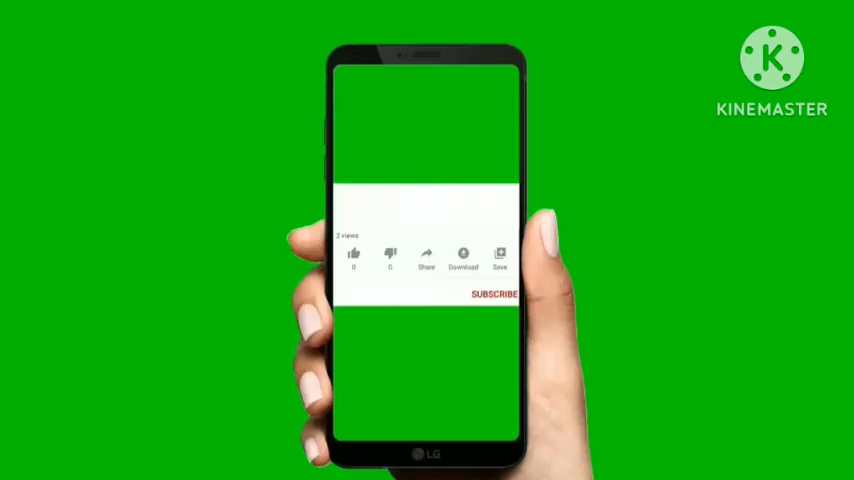 KINEMASTER
2 views
0 0 Share Download Save
SUBSCRIBE
LG